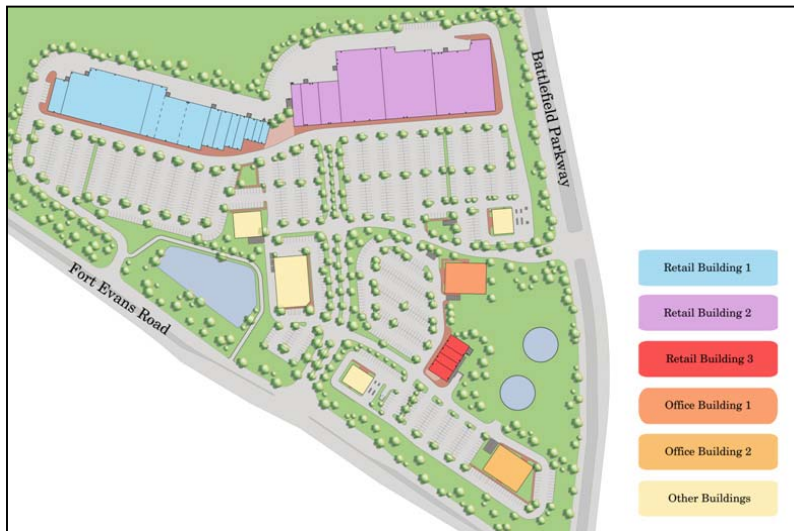 Battlefield Parkway
Fort Evans Road
Retail Building 1
Retail Building 2
Retail Building 3
Office Building 1
Office Building 2
Other Buildings